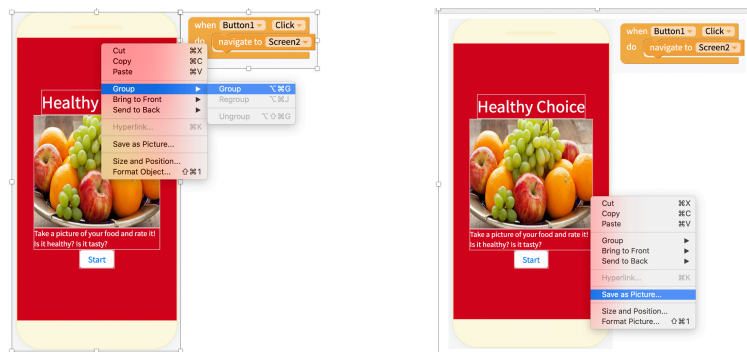 when Button1 Click
do navigate to Screen2
Cut ⌘X
Copy ⌘C
Paste ⌘V
Group ▶
Bring to Front ▶
Send to Back ▶
Hyperlink... ⌘K
Save as Picture...
Size and Position...
Format Object... ⇧⌘1
Group ⌥⌘G
Regroup ⌥⌘J
Ungroup ⌥⇧⌘G
Healthy
Take a picture of your food and rate it!
Is it healthy? Is it tasty?
Start
when Button1 Click
do navigate to Screen2
Healthy Choice
Take a picture of your food and rate it!
Is it healthy? Is it tasty?
Start
Cut ⌘X
Copy ⌘C
Paste ⌘V
Group ▶
Bring to Front ▶
Send to Back ▶
Hyperlink... ⌘K
Save as Picture...
Size and Position...
Format Picture... ⇧⌘1